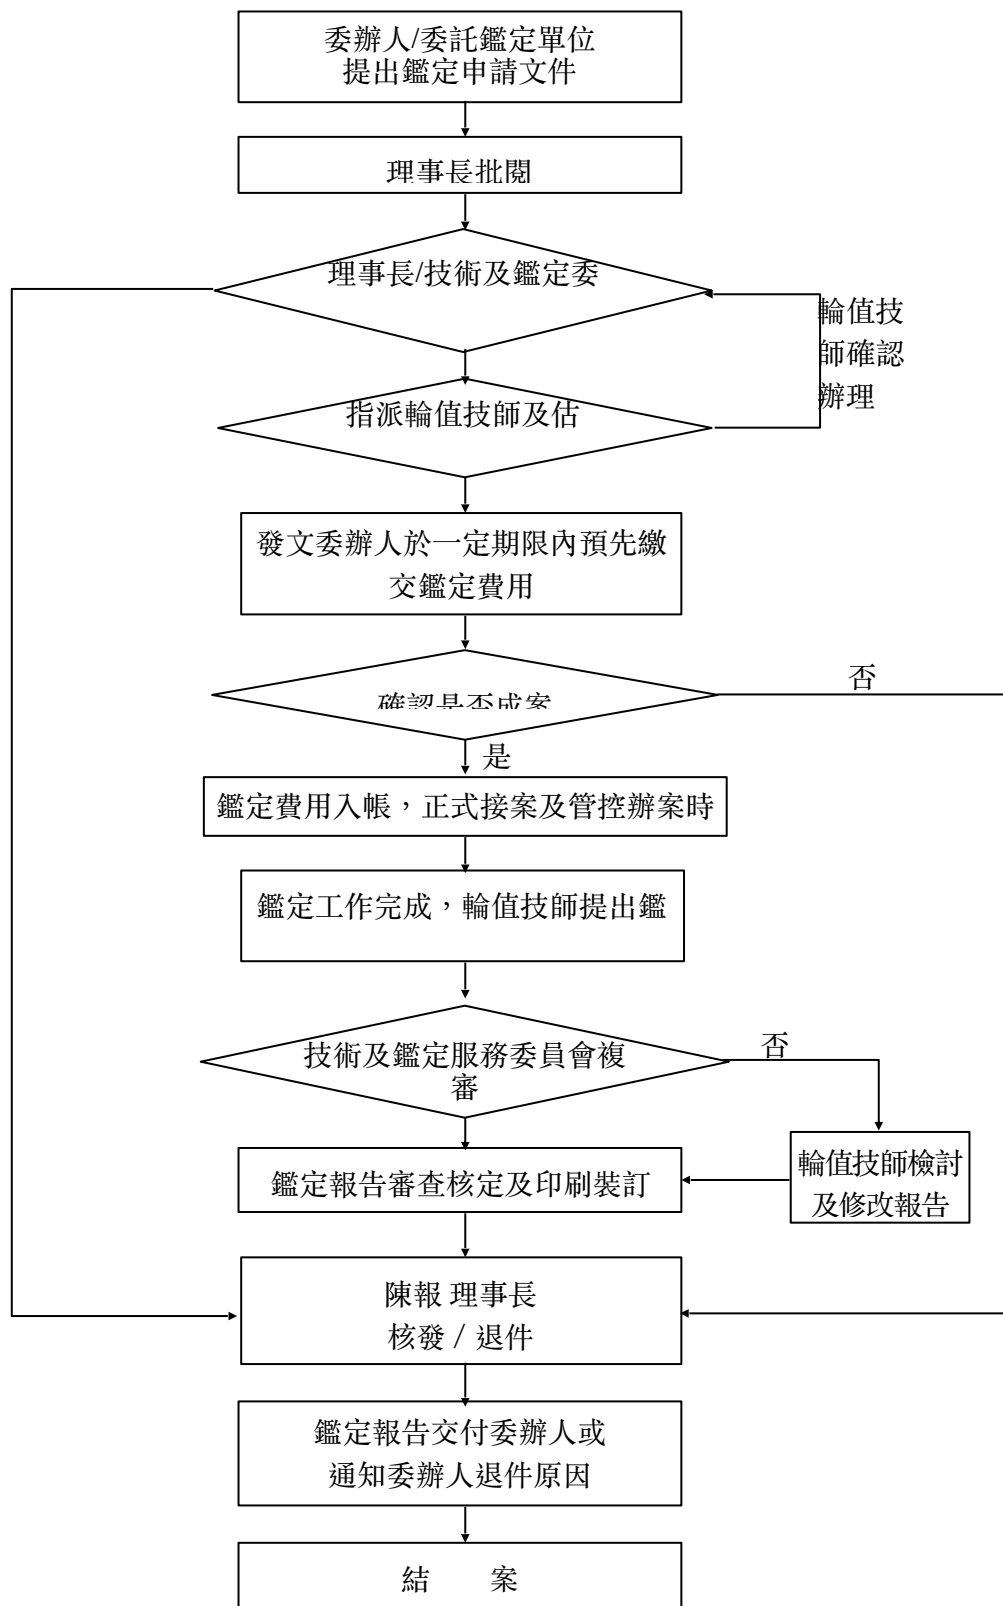 委辦人/委託鑑定單位
提出鑑定申請文件
理事長批閱
理事長/技術及鑑定委
輪值技
師確認
辦理
指派輪值技師及估
發文委辦人於一定期限內預先繳
交鑑定費用
確認是否成案
否
是
鑑定費用入帳，正式接案及管控辦案時
鑑定工作完成，輪值技師提出鑑
技術及鑑定服務委員會複
審
否
輪值技師檢討
及修改報告
鑑定報告審查核定及印刷裝訂
陳報 理事長
核發 / 退件
鑑定報告交付委辦人或
通知委辦人退件原因
結 案